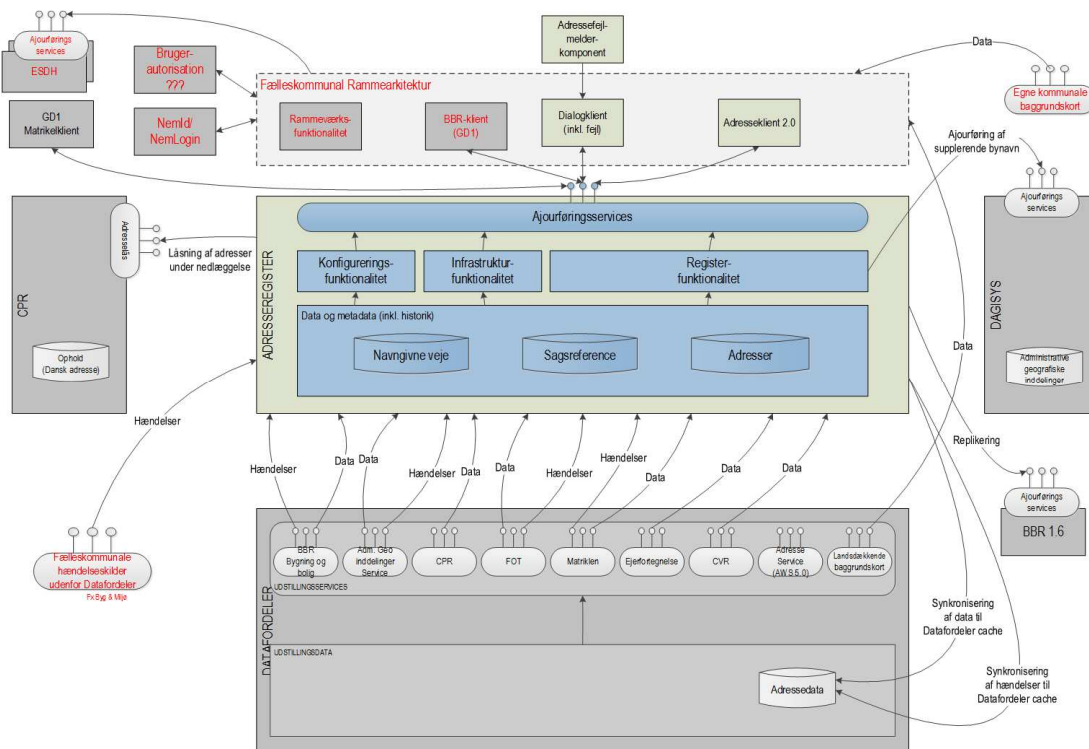 Ajourførings
services
ESDH
Bruger-
autorisation
???
Adressefejl-
melder-
komponent
Data
Egne kommunale
baggrundskort
Fælleskommunal Rammearkitektur
GD1
Matrikelklient
NemId/
NemLogin
Rammeværks-
funktionalitet
BBR-klient
(GD1)
Dialogklient
(inkl. fejl)
Adresseklient 2.0
Ajourføring af
supplerende bynavn
Ajourførings
services
CPR
Adresselås
Låsning af adresser
under nedlæggelse
Ophold
(Dansk adresse)
ADRESSEREGISTER
Ajourføringsservices
Konfigurerings-
funktionalitet
Infrastruktur-
funktionalitet
Register-
funktionalitet
Data og metadata (inkl. historik)
Navngivne veje
Sagsreference
Adresser
DAGISYS
Administrative
geografiske
inddelinger
Data
Hændelser
Replikering
Hændelser
Data
Data
Hændelser
Data
Data
Hændelser
Hændelser
Data
Data
Data
Ajourførings
services
BBR 1.6
Fælleskommunale
hændelseskilder
udenfor Datafordeler
Fx Byg & Miljø
DATAFORDELER
BBR
Bygning og
bolig
Adm. Geo
inddelinger
Service
CPR
FOT
Matriklen
Ejerfortegnelse
CVR
Adresse
Service
(AWS 5.0)
Landsdækkende
baggrundskort
UDSTILLINGSSERVICES
Synkronisering
af data til
Datafordeler cache
UDSTILLINGSDATA
Adressedata
Synkronisering
af hændelser til
Datafordeler cache